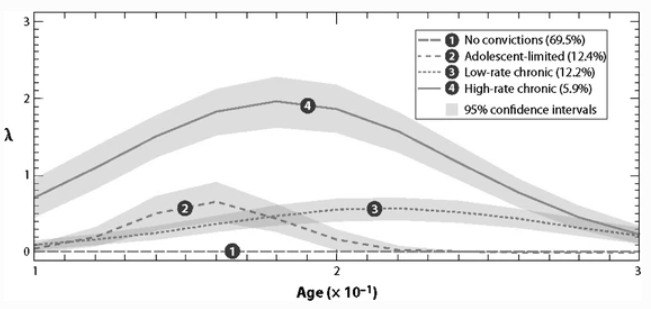 3
2
1
0
λ
1 No convictions (69.5%)
2 Adolescent-limited (12.4%)
3 Low-rate chronic (12.2%)
4 High-rate chronic (5.9%)
95% confidence intervals
4
2
3
1
1
2
3
Age (× 10⁻¹)